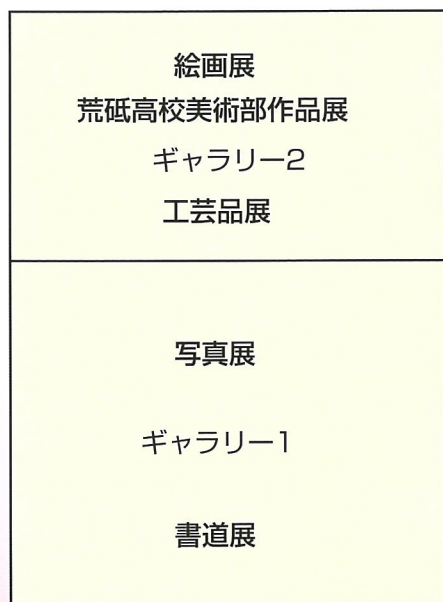 絵画展
荒砥高校美術部作品展
ギャラリー2
工芸品展
写真展
ギャラリー1
書道展